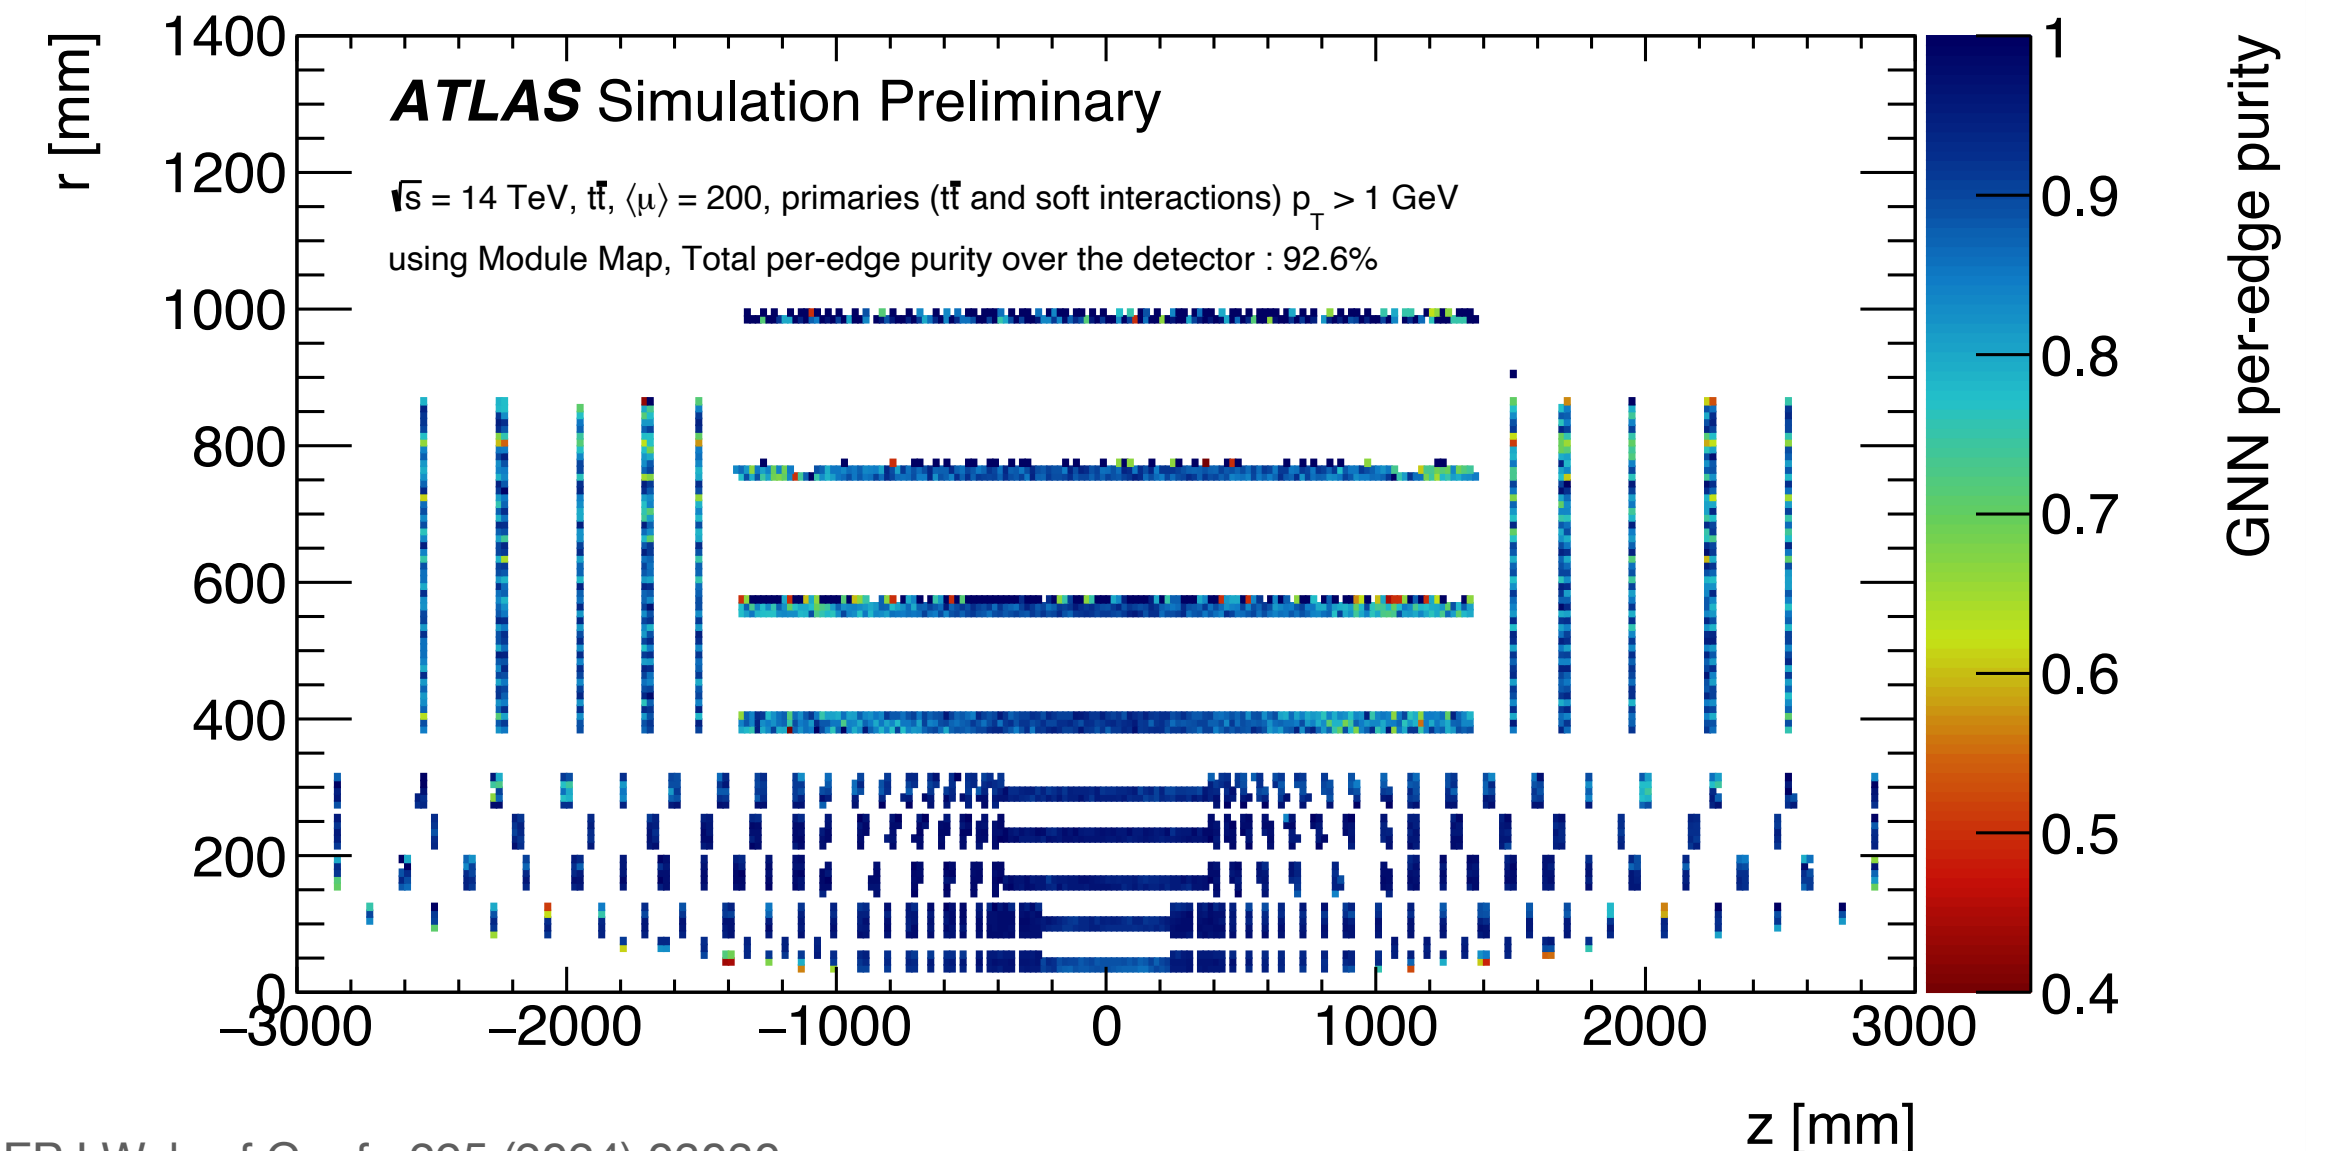 r [mm]
1400
1200
1000
800
600
400
200
0
ATLAS Simulation Preliminary
√s = 14 TeV, tt̄, ⟨μ⟩ = 200, primaries (tt̄ and soft interactions) p_T > 1 GeV
using Module Map, Total per-edge purity over the detector : 92.6%
−3000 −2000 −1000 0 1000 2000 3000
z [mm]
1
0.9
0.8
0.7
0.6
0.5
0.4
GNN per-edge purity